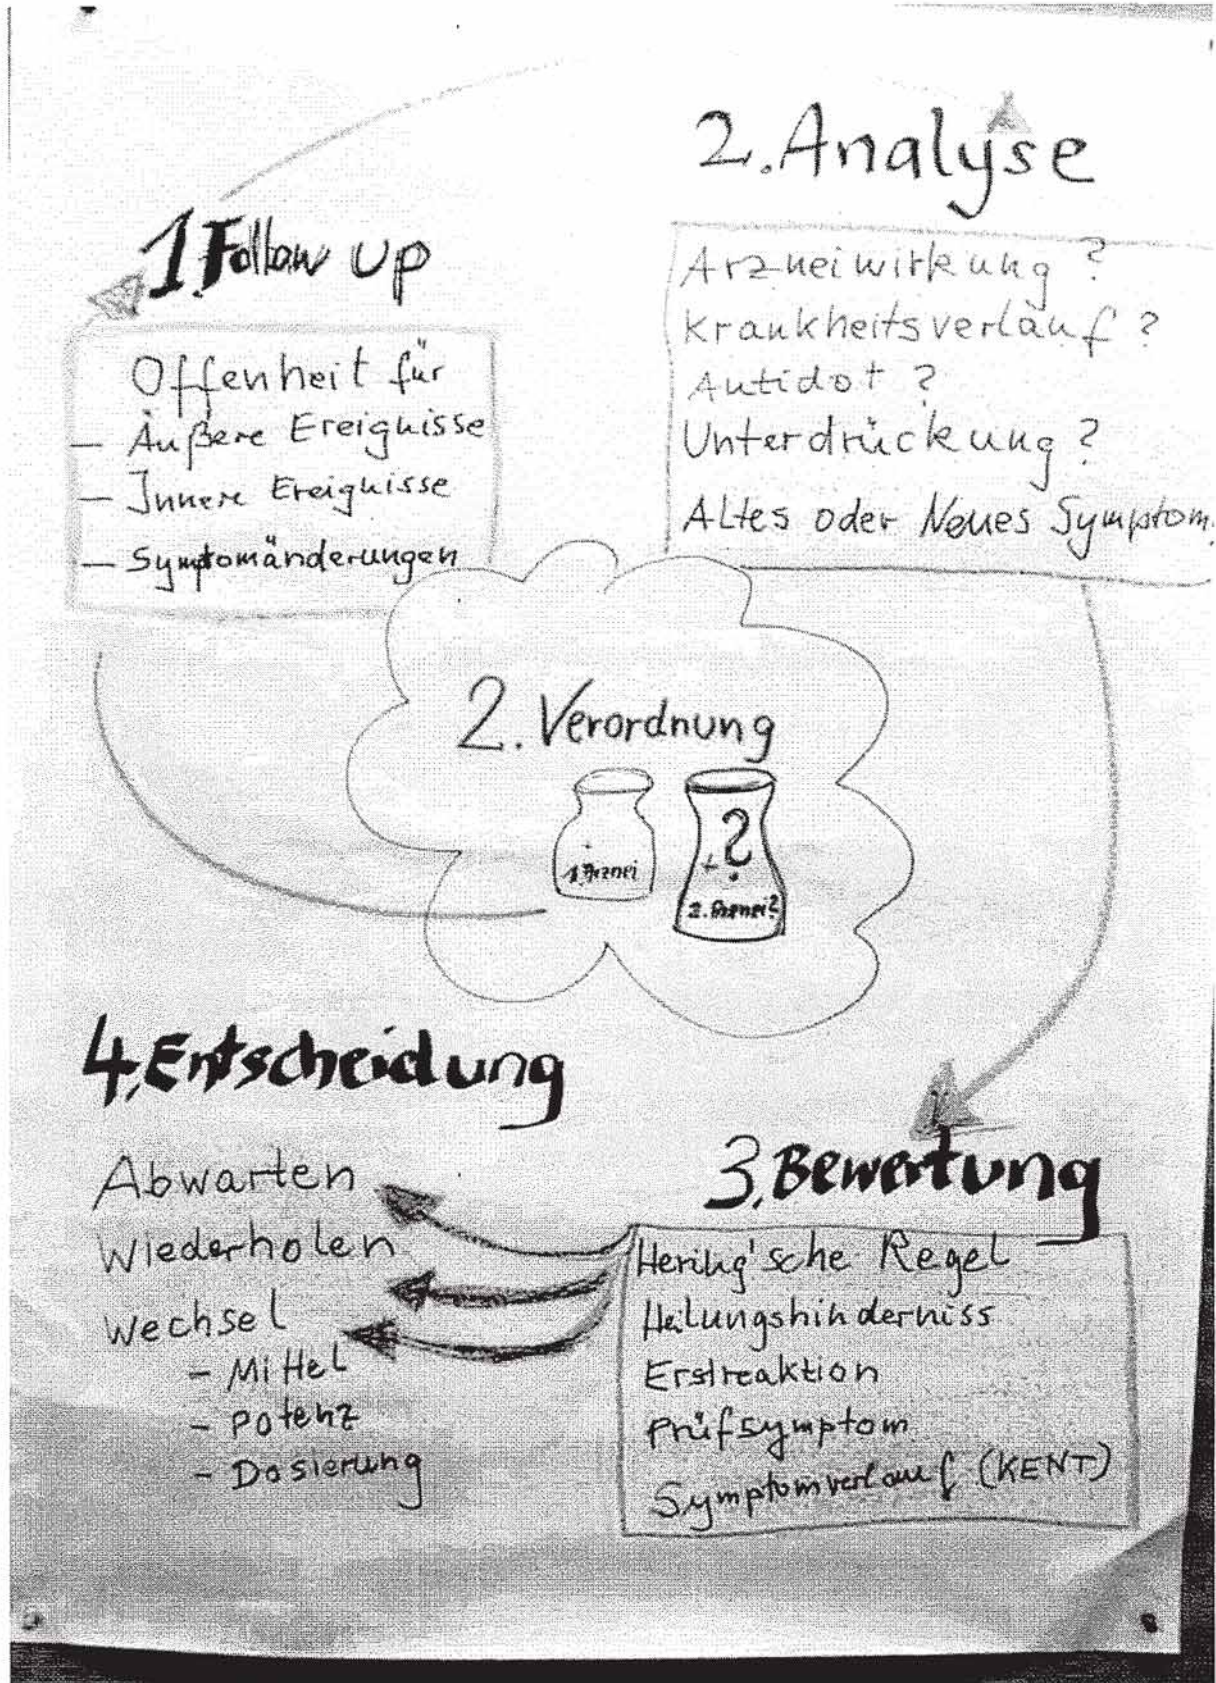 1. Follow up
Offenheit für
– Äußere Ereignisse
– Innere Ereignisse
– Symptomänderungen
2. Analyse
Arzneiwirkung ?
Krankheitsverlauf ?
Antidot ?
Unterdrückung ?
Altes oder Neues Symptom.
2. Verordnung
1. Arznei
+ ?
2. Arznei?
3. Bewertung
Hering'sche Regel
Heilungshinderniss
Erstreaktion
Prüfsymptom
Symptomverlauf (KENT)
4. Entscheidung
Abwarten
Wiederholen
Wechsel
- Mittel
- Potenz
- Dosierung